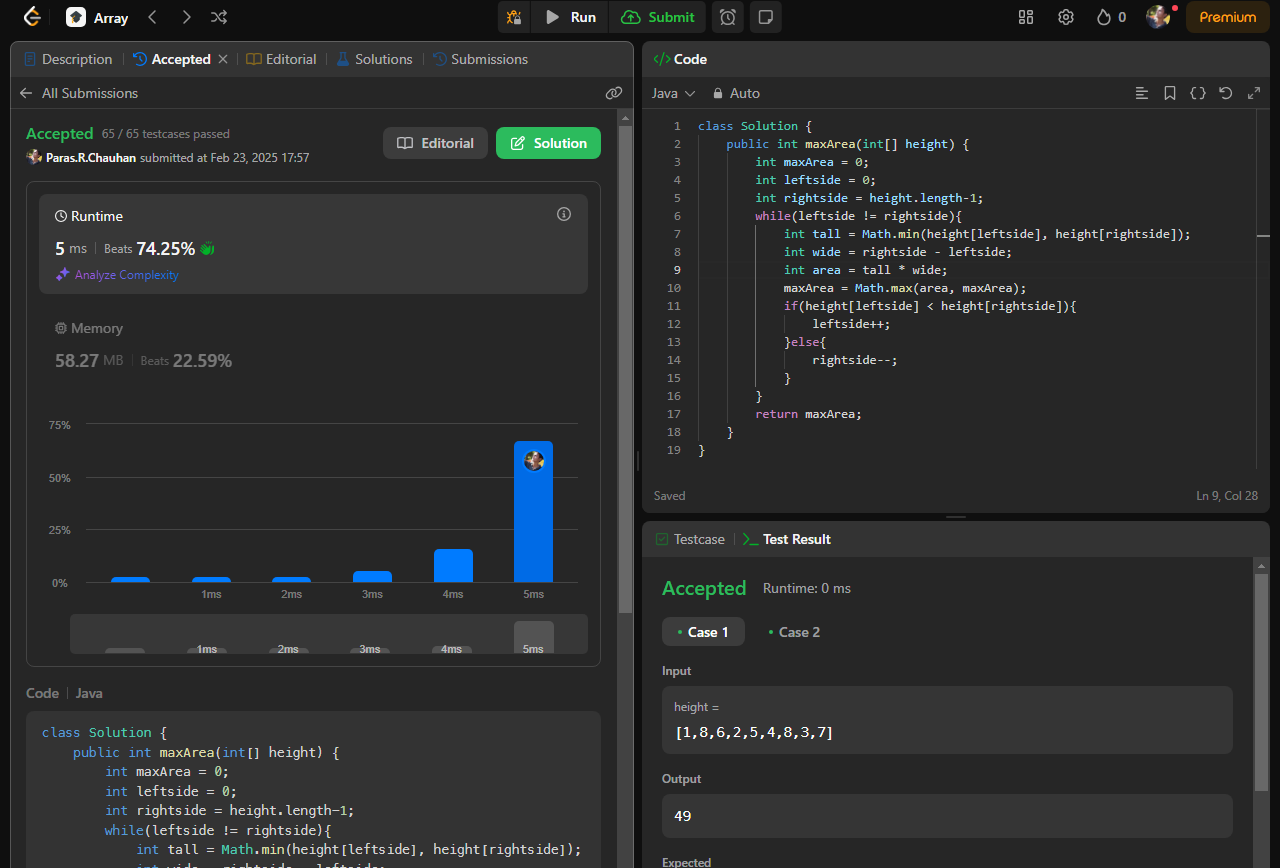 Array
Run
Submit
0
Premium
Description
Accepted
Editorial
Solutions
Submissions
All Submissions
Accepted 65 / 65 testcases passed
Paras.R.Chauhan submitted at Feb 23, 2025 17:57
Editorial
Solution
Runtime
5 ms Beats 74.25%
Analyze Complexity
Memory
58.27 MB Beats 22.59%
75%
50%
25%
0%
1ms 2ms 3ms 4ms 5ms
1ms 2ms 3ms 4ms 5ms
Code Java
class Solution {
    public int maxArea(int[] height) {
        int maxArea = 0;
        int leftside = 0;
        int rightside = height.length-1;
        while(leftside != rightside){
            int tall = Math.min(height[leftside], height[rightside]);
            int wide = rightside - leftside;
</> Code
Java Auto
1 class Solution {
2     public int maxArea(int[] height) {
3         int maxArea = 0;
4         int leftside = 0;
5         int rightside = height.length-1;
6         while(leftside != rightside){
7             int tall = Math.min(height[leftside], height[rightside]);
8             int wide = rightside - leftside;
9             int area = tall * wide;
10             maxArea = Math.max(area, maxArea);
11             if(height[leftside] < height[rightside]){
12                 leftside++;
13             }else{
14                 rightside--;
15             }
16         }
17         return maxArea;
18     }
19 }
Saved
Ln 9, Col 28
Testcase
Test Result
Accepted Runtime: 0 ms
Case 1
Case 2
Input
height =
[1,8,6,2,5,4,8,3,7]
Output
49
Expected